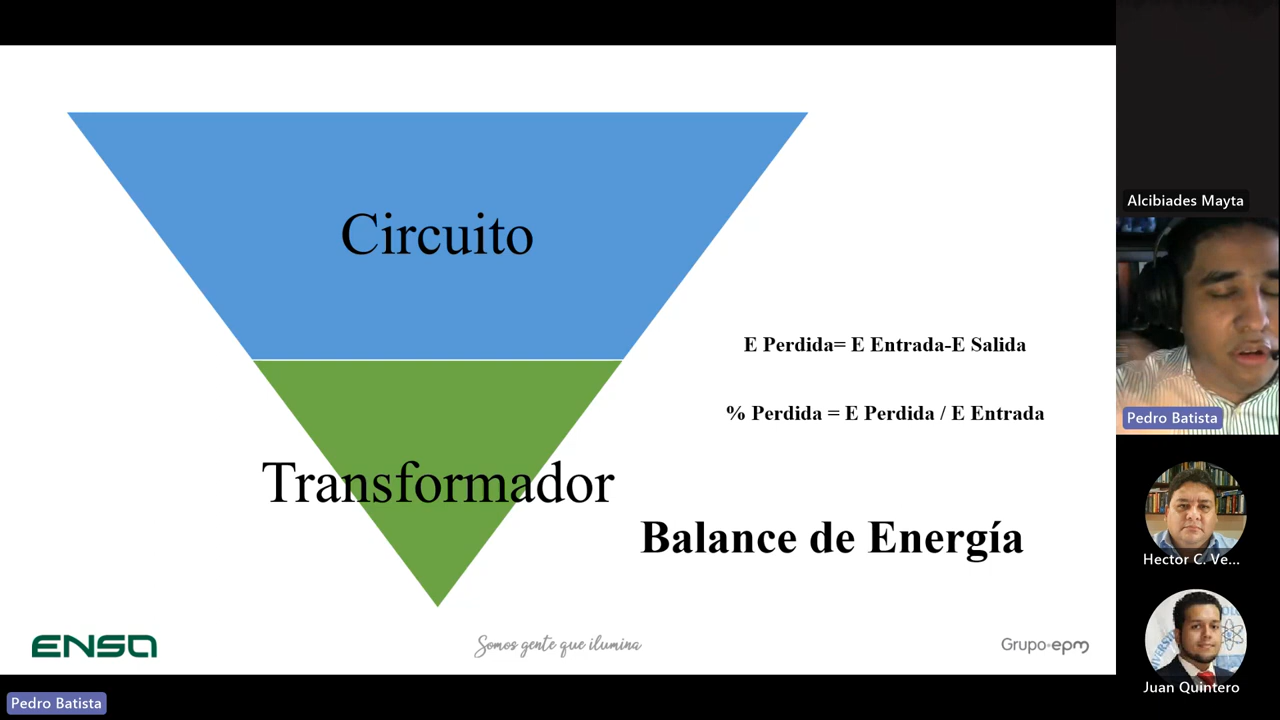 Circuito
E Perdida= E Entrada-E Salida
% Perdida = E Perdida / E Entrada
Transformador
Balance de Energía
ENSA
Somos gente que ilumina
Grupo•epm
Alcibiades Mayta
Pedro Batista
Hector C. Ve...
Juan Quintero
Pedro Batista